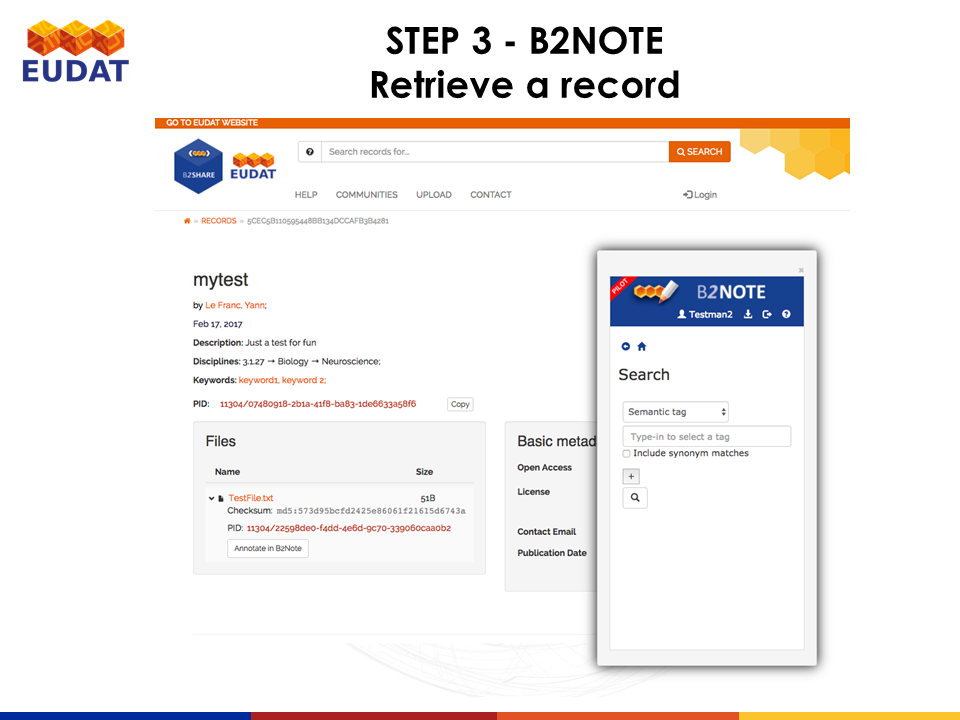 EUDAT
STEP 3 - B2NOTE
Retrieve a record
GO TO EUDAT WEBSITE
B2SHARE
EUDAT
Search records for...
SEARCH
HELP COMMUNITIES UPLOAD CONTACT
Login
» RECORDS » 5CEC5B110595448BB134DCCAFB3B4281
mytest
by Le Franc, Yann;
Feb 17, 2017
Description: Just a test for fun
Disciplines: 3.1.27 → Biology → Neuroscience;
Keywords: keyword1, keyword 2;
PID: 11304/07480918-2b1a-41f8-ba83-1de6633a58f6 Copy
Files
Name Size
TestFile.txt 51B
Checksum: md5:573d95bcfd2425e86061f21615d6743a
PID: 11304/22598de0-f4dd-4e6d-9c70-339060caa0b2
Annotate in B2Note
Basic metad
Open Access
License
Contact Email
Publication Date
PILOT
B2NOTE
Testman2
Search
Semantic tag
Type-in to select a tag
Include synonym matches
+